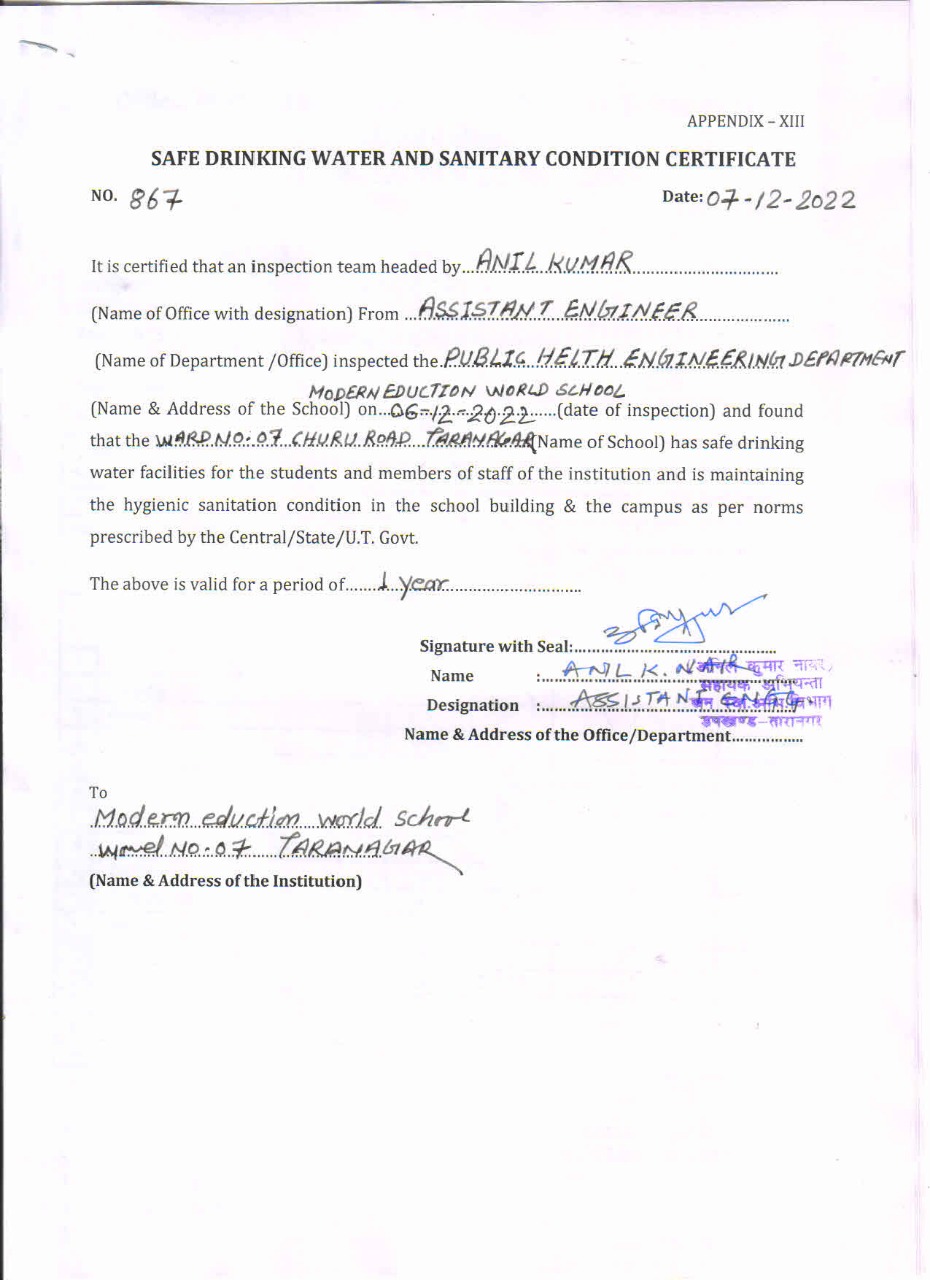 APPENDIX – XIII
SAFE DRINKING WATER AND SANITARY CONDITION CERTIFICATE
NO. 867 Date: 07-12-2022
It is certified that an inspection team headed by...ANIL KUMAR..............................
(Name of Office with designation) From ...ASSISTANT ENGINEER...................
(Name of Department /Office) inspected the PUBLIC HELTH ENGINEERING DEPARTMENT
MODERN EDUCTION WORLD SCHOOL
(Name & Address of the School) on...06-12-2022......(date of inspection) and found
that the WARD NO. 07 CHURU ROAD TARANAGAR (Name of School) has safe drinking
water facilities for the students and members of staff of the institution and is maintaining
the hygienic sanitation condition in the school building & the campus as per norms
prescribed by the Central/State/U.T. Govt.
The above is valid for a period of.......1 year.............................
Signature with Seal:..................................................
Name :.....ANIL K. NAIR कुमार नायर,
सहायक अभियन्ता
Designation :.......ASSISTANT ENGG.
उपखण्ड-तारानगर
Name & Address of the Office/Department.................
To
Modern eduction world school
NO. 07 TARANAGAR
(Name & Address of the Institution)